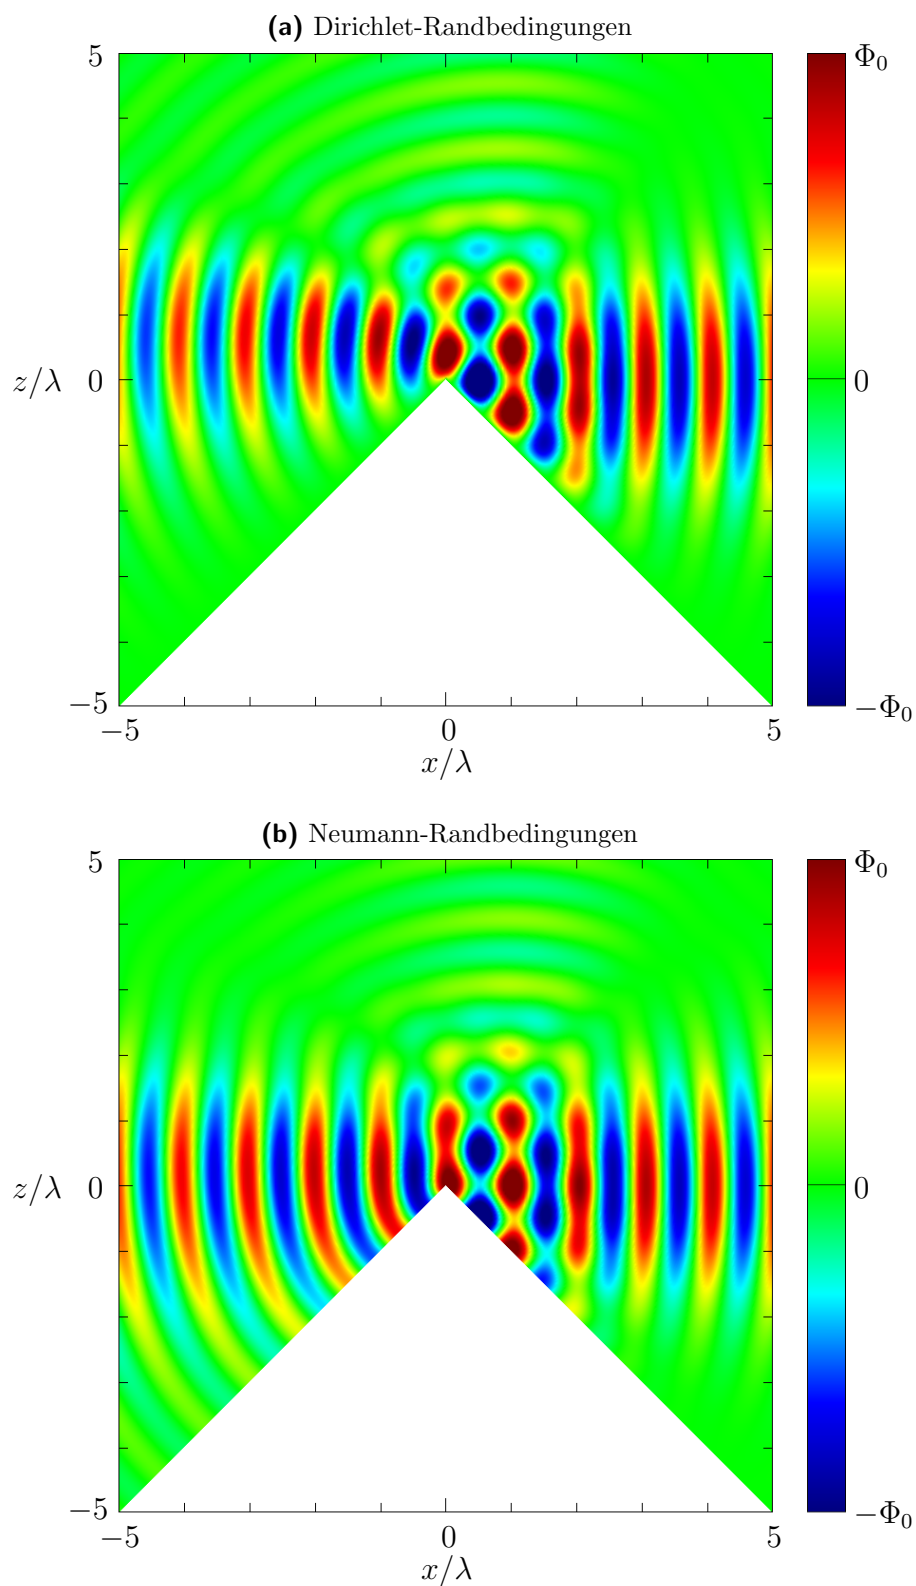 (a) Dirichlet-Randbedingungen
5
Φ₀
z/λ 0
0
−5
−Φ₀
−5 0 5
x/λ
(b) Neumann-Randbedingungen
5
Φ₀
z/λ 0
0
−5
−Φ₀
−5 0 5
x/λ